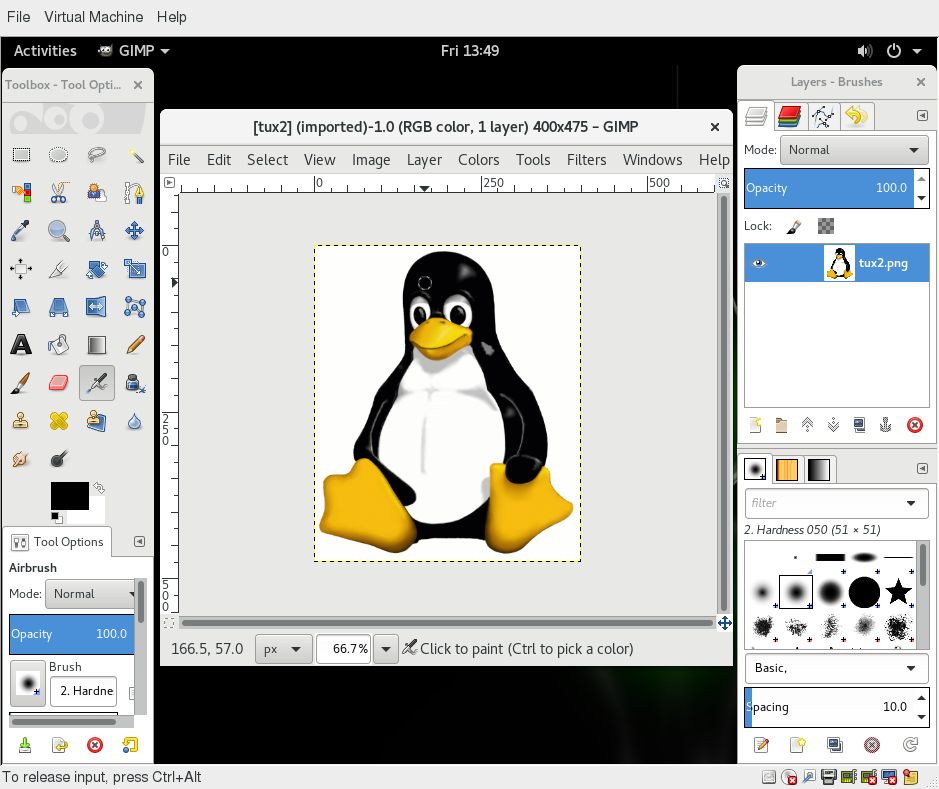 File Virtual Machine Help
Activities GIMP Fri 13:49
Toolbox - Tool Opti...
Layers - Brushes
[tux2] (imported)-1.0 (RGB color, 1 layer) 400x475 – GIMP
File Edit Select View Image Layer Colors Tools Filters Windows Help
0 250 500
0
250
500
Mode: Normal
Opacity 100.0
Lock:
tux2.png
filter
2. Hardness 050 (51 × 51)
Basic,
Spacing 10.0
Tool Options
Airbrush
Mode: Normal
Opacity 100.0
Brush
2. Hardne
166.5, 57.0 px 66.7% Click to paint (Ctrl to pick a color)
To release input, press Ctrl+Alt